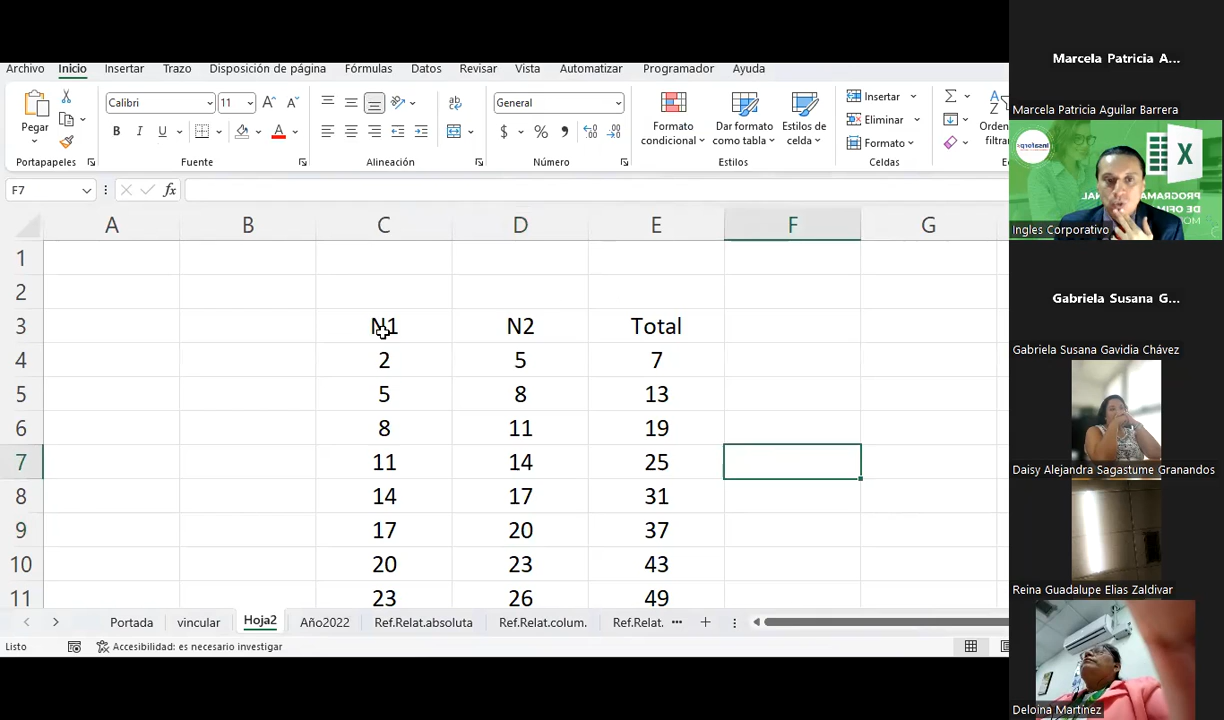 Archivo Inicio Insertar Trazo Disposición de página Fórmulas Datos Revisar Vista Automatizar Programador Ayuda
Pegar
Calibri 11
General
Formato condicional
Dar formato como tabla
Estilos de celda
Insertar
Eliminar
Formato
Orden
filtrar
Portapapeles Fuente Alineación Número Estilos Celdas
F7
fx
A B C D E F G
1
2
3 N1 N2 Total
4 2 5 7
5 5 8 13
6 8 11 19
7 11 14 25
8 14 17 31
9 17 20 37
10 20 23 43
11 23 26 49
Portada vincular Hoja2 Año2022 Ref.Relat.absoluta Ref.Relat.colum. Ref.Relat. ...
Listo
Accesibilidad: es necesario investigar
Marcela Patricia A...
Marcela Patricia Aguilar Barrera
Ingles Corporativo
Gabriela Susana G...
Gabriela Susana Gavidia Chávez
Daisy Alejandra Sagastume Granandos
Reina Guadalupe Elias Zaldivar
Deloina Martinez